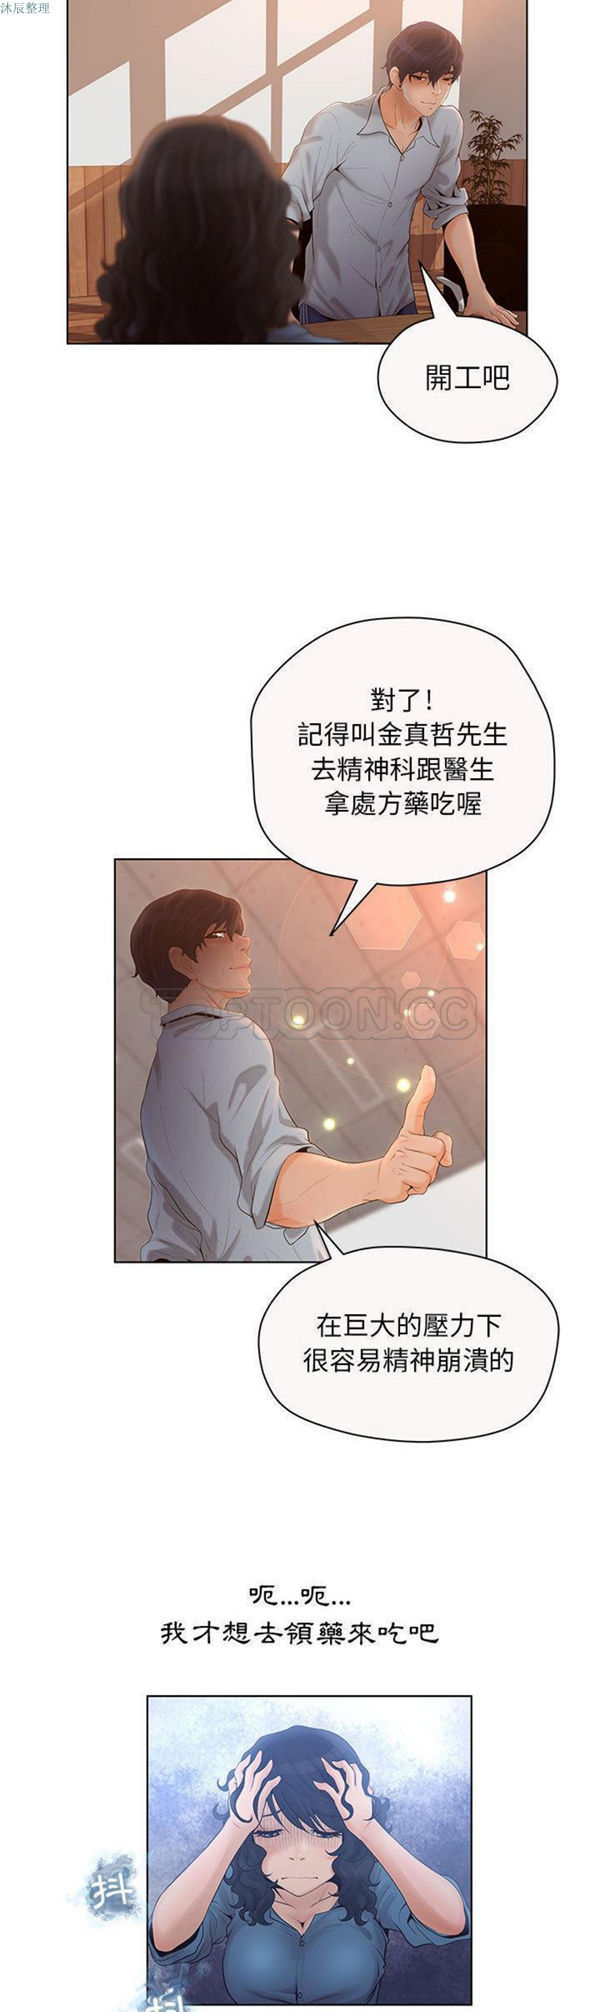 沐辰整理
開工吧
對了!
記得叫金真哲先生
去精神科跟醫生
拿處方藥吃喔
TOPTOON.CC
在巨大的壓力下
很容易精神崩潰的
呃...呃...
我才想去領藥來吃吧
抖
抖